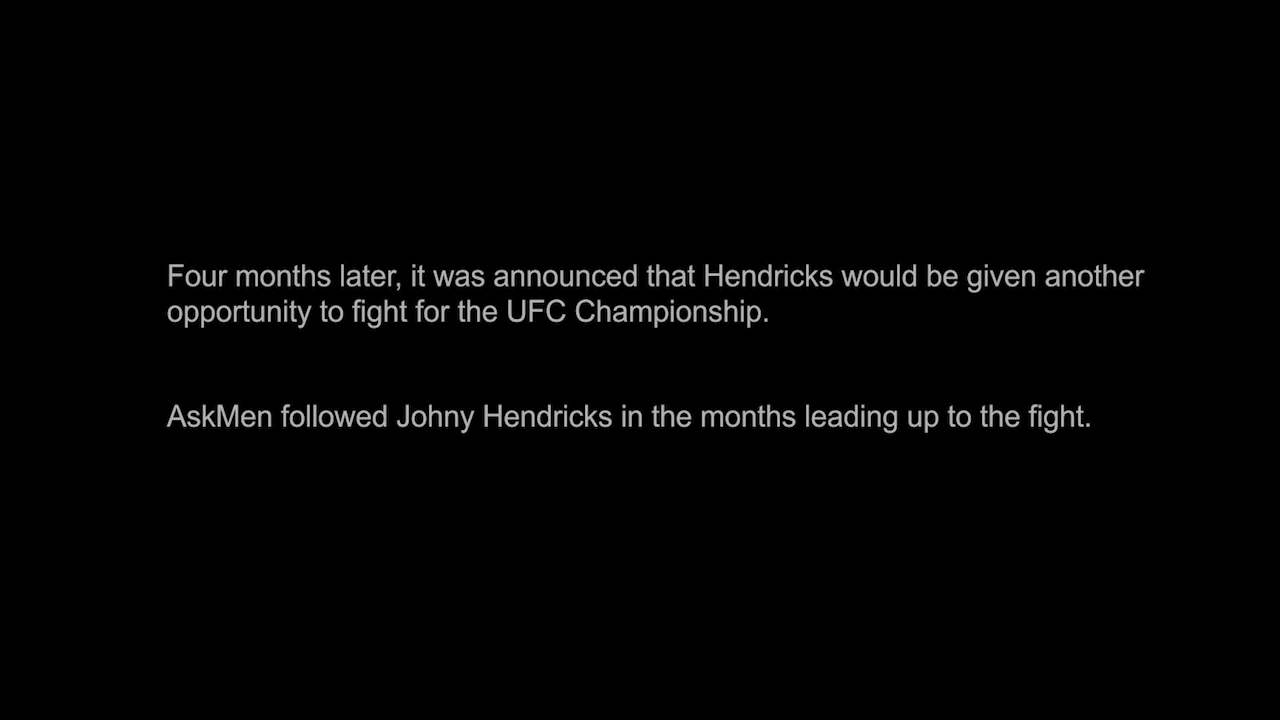 Four months later, it was announced that Hendricks would be given another
opportunity to fight for the UFC Championship.
AskMen followed Johny Hendricks in the months leading up to the fight.